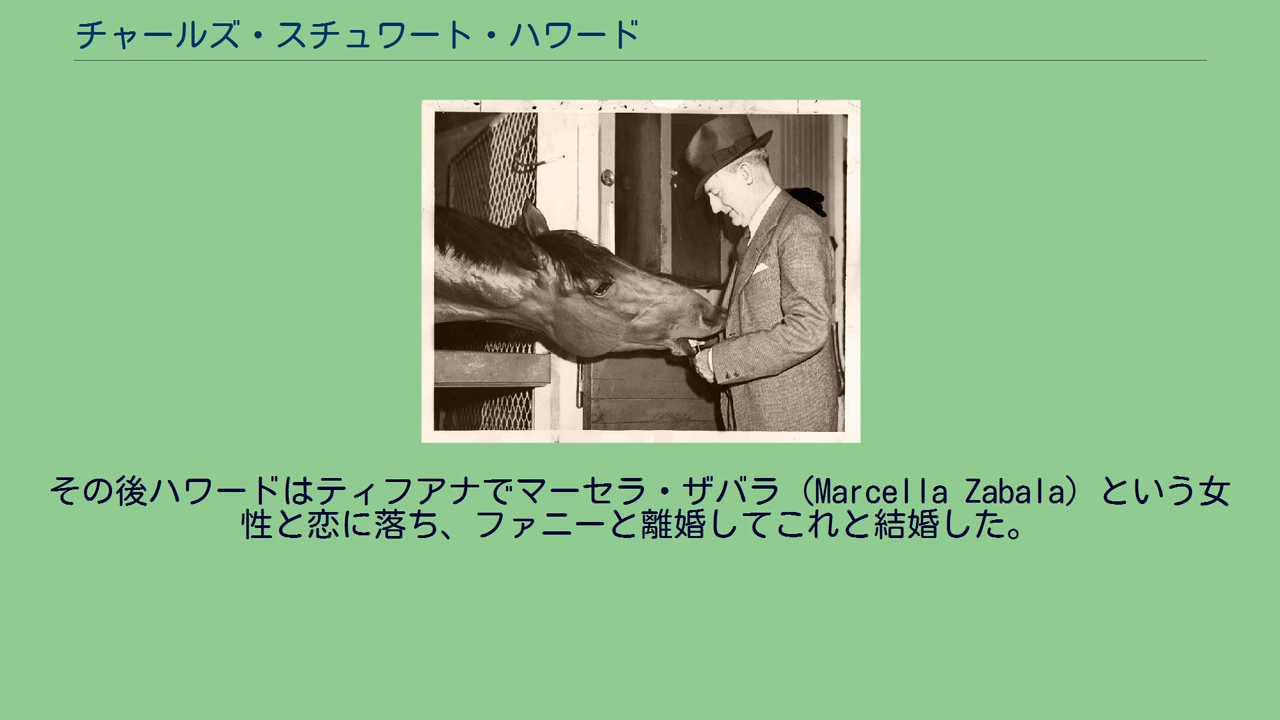 チャールズ・スチュワート・ハワード
その後ハワードはティファナでマーセラ・ザバラ（Marcella Zabala）という女
性と恋に落ち、ファニーと離婚してこれと結婚した。